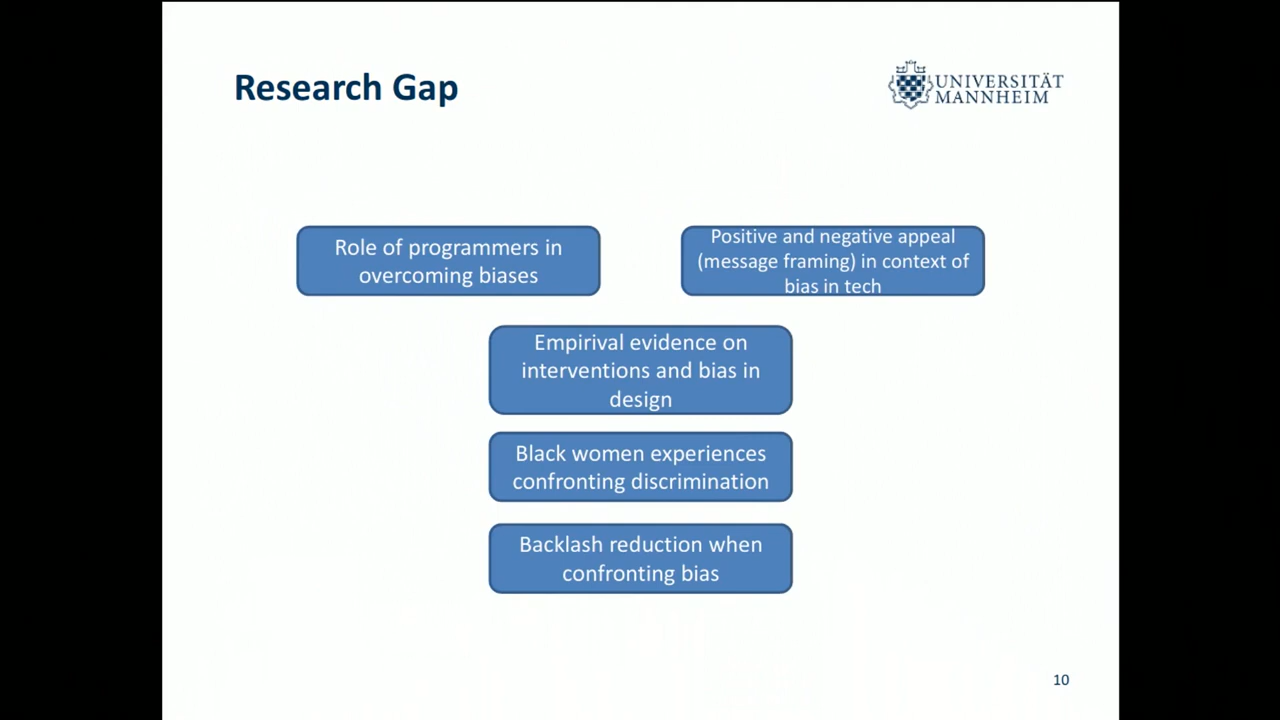 Research Gap
UNIVERSITÄT
MANNHEIM
Role of programmers in
overcoming biases
Positive and negative appeal
(message framing) in context of
bias in tech
Empirival evidence on
interventions and bias in
design
Black women experiences
confronting discrimination
Backlash reduction when
confronting bias
10